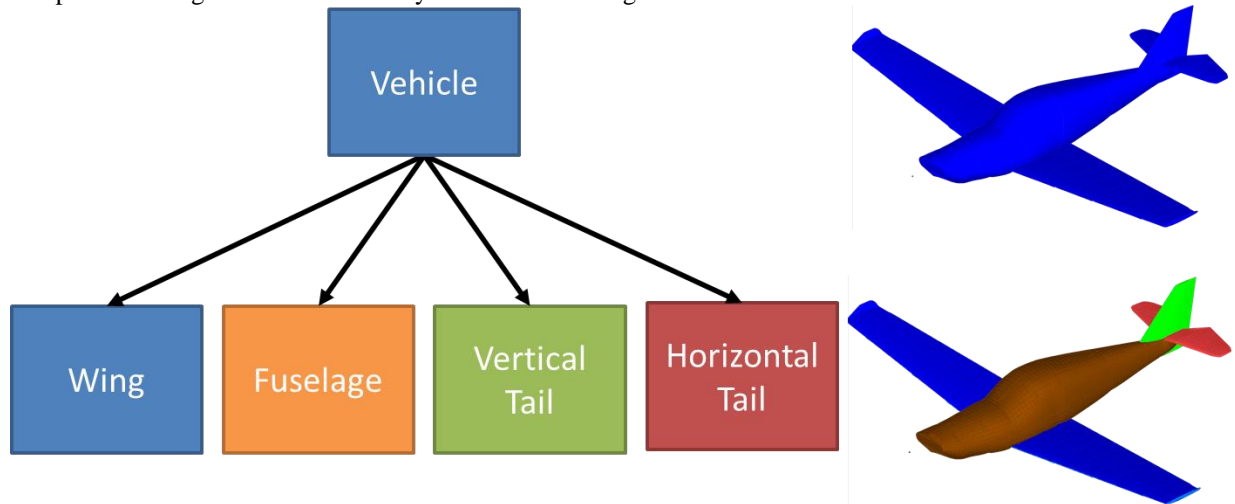 Vehicle
Wing
Fuselage
Vertical
Tail
Horizontal
Tail